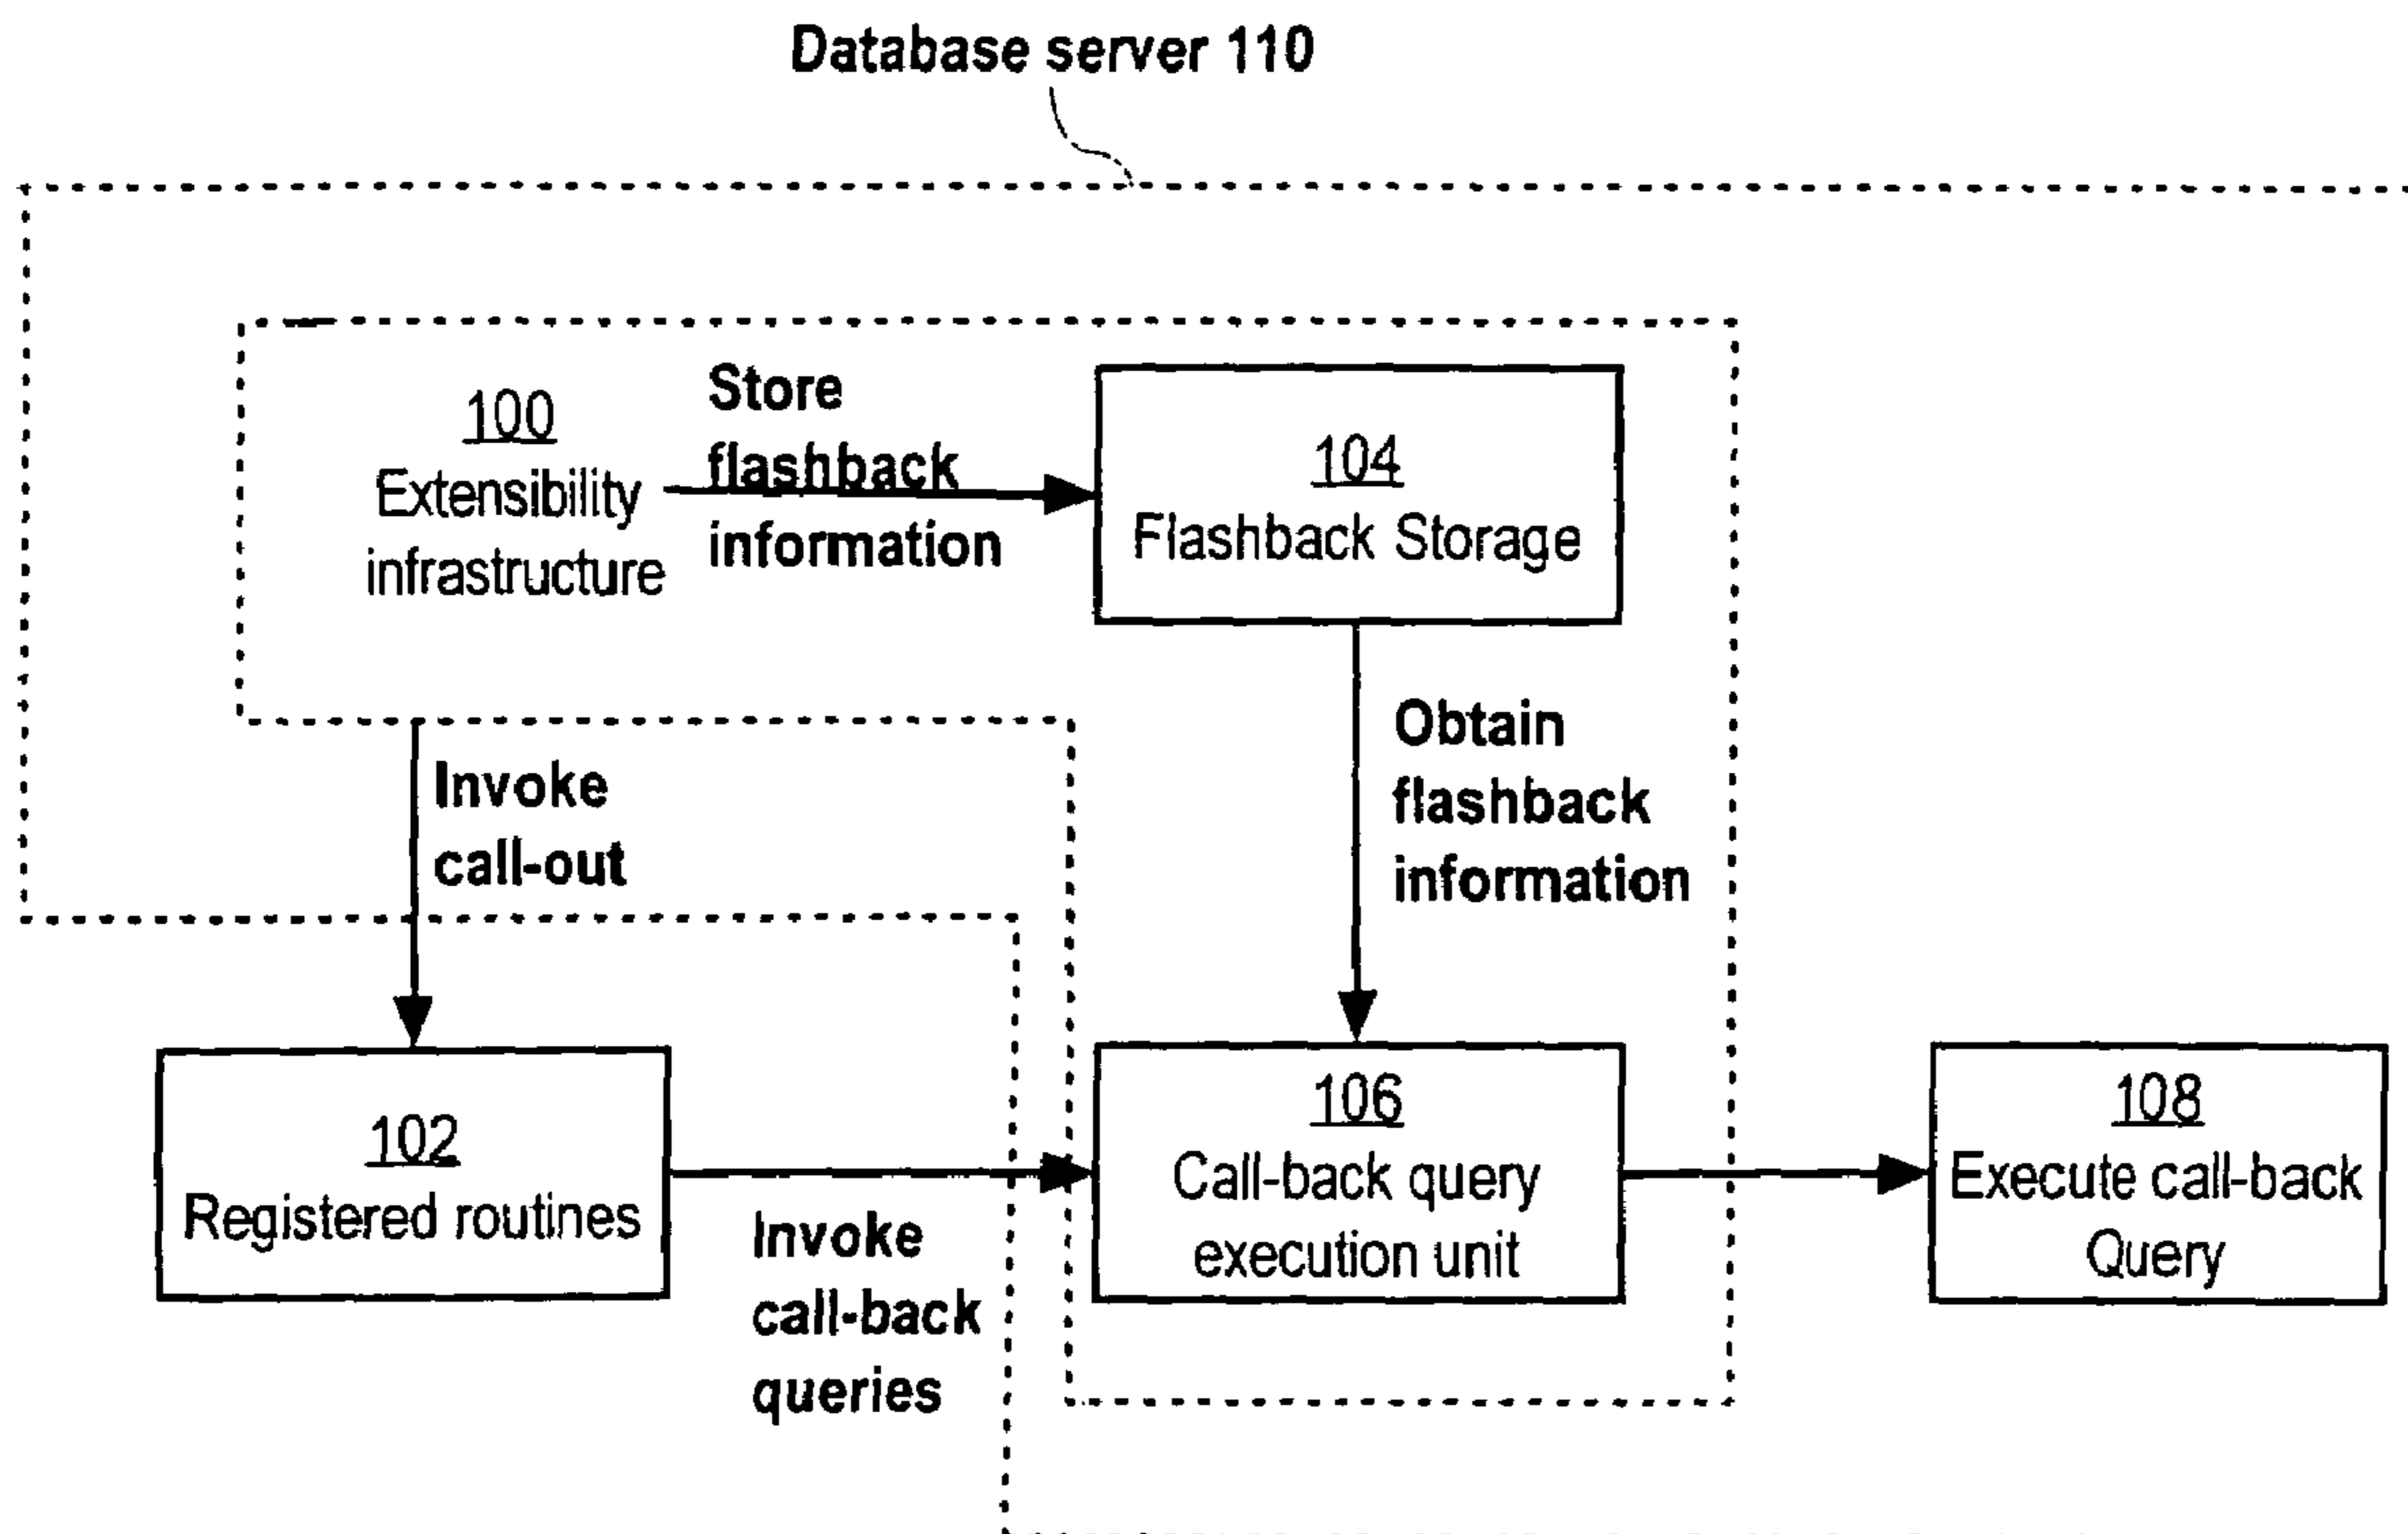 Database server 110
100
Extensibility
infrastructure
Store
flashback
information
104
Flashback Storage
Invoke
call-out
Obtain
flashback
information
102
Registered routines
Invoke
call-back
queries
106
Call-back query
execution unit
108
Execute call-back
Query